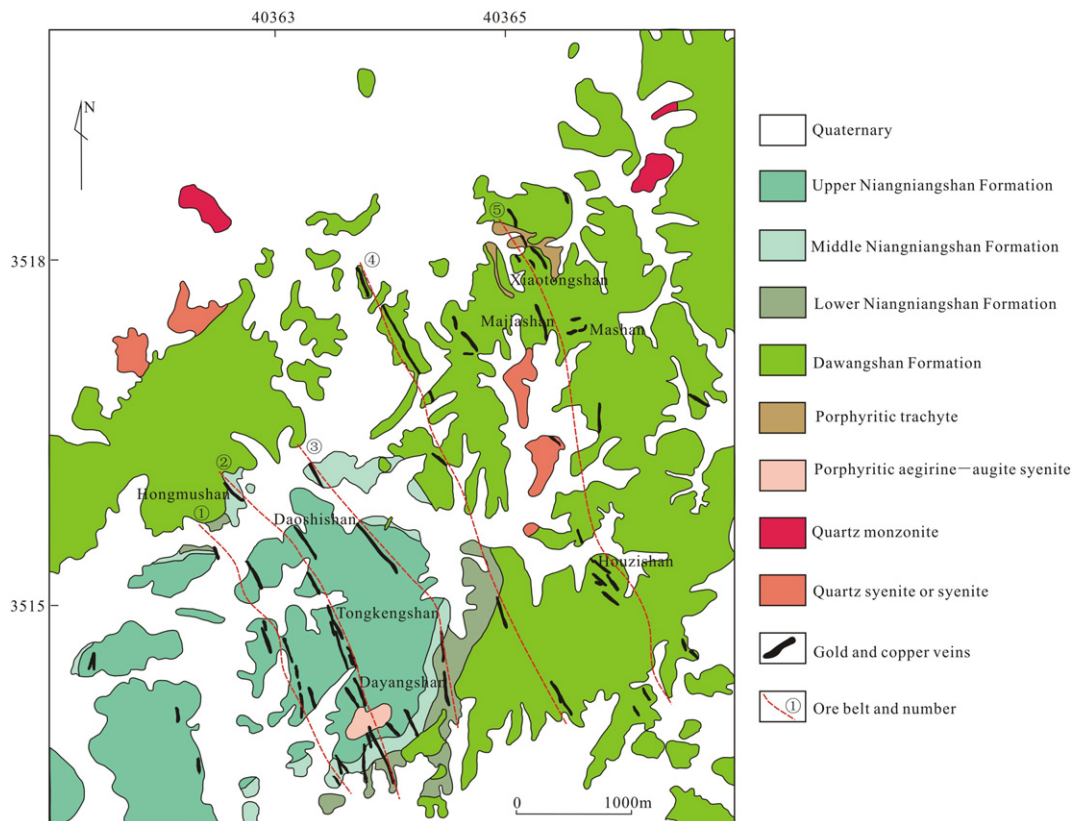 40363
40365
N
3518
3515
⑤
④
Xiaotongshan
Majiashan
Mashan
③
②
Hongmushan
①
Daoshishan
Houzishan
Tongkengshan
Dayangshan
0
1000m
Quaternary
Upper Niangniangshan Formation
Middle Niangniangshan Formation
Lower Niangniangshan Formation
Dawangshan Formation
Porphyritic trachyte
Porphyritic aegirine—augite syenite
Quartz monzonite
Quartz syenite or syenite
Gold and copper veins
① Ore belt and number